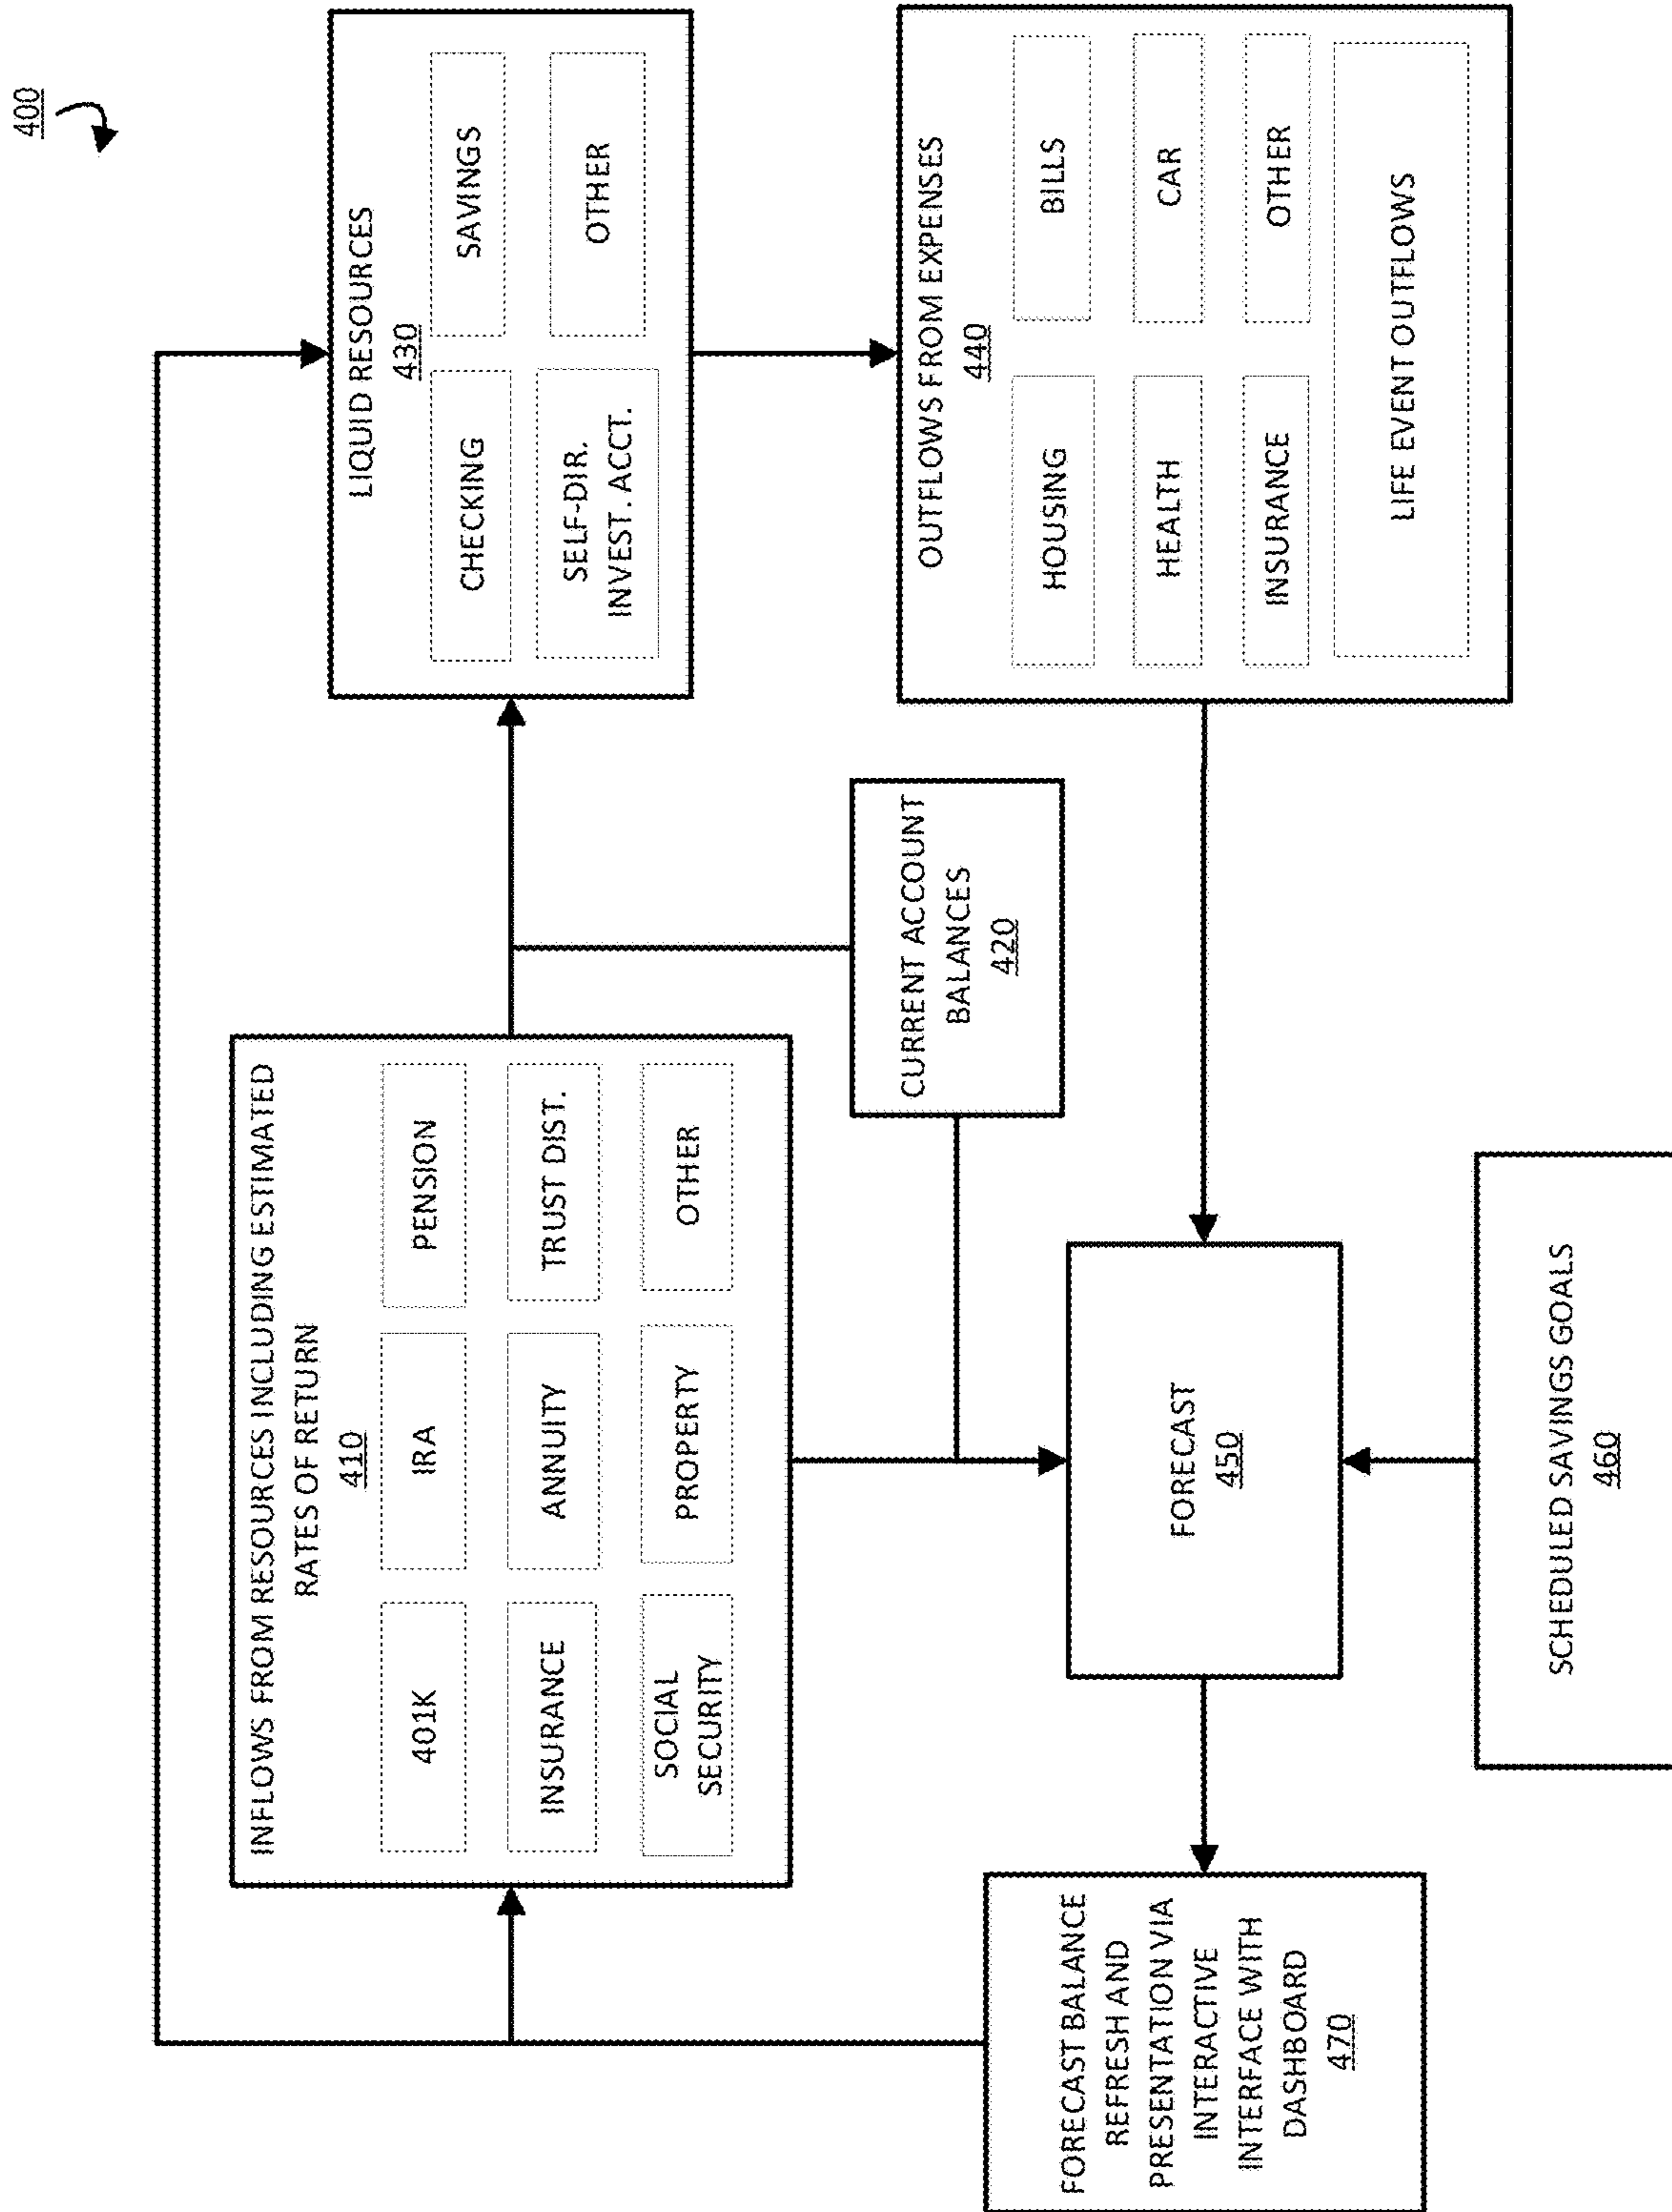 400
INFLOWS FROM RESOURCES INCLUDING ESTIMATED
RATES OF RETURN
410
401K
IRA
PENSION
INSURANCE
ANNUITY
TRUST DIST.
SOCIAL
SECURITY
PROPERTY
OTHER
LIQUID RESOURCES
430
CHECKING
SAVINGS
SELF-DIR.
INVEST. ACCT.
OTHER
CURRENT ACCOUNT
BALANCES
420
OUTFLOWS FROM EXPENSES
440
HOUSING
BILLS
HEALTH
CAR
INSURANCE
OTHER
LIFE EVENT OUTFLOWS
FORECAST BALANCE
REFRESH AND
PRESENTATION VIA
INTERACTIVE
INTERFACE WITH
DASHBOARD
470
FORECAST
450
SCHEDULED SAVINGS GOALS
460